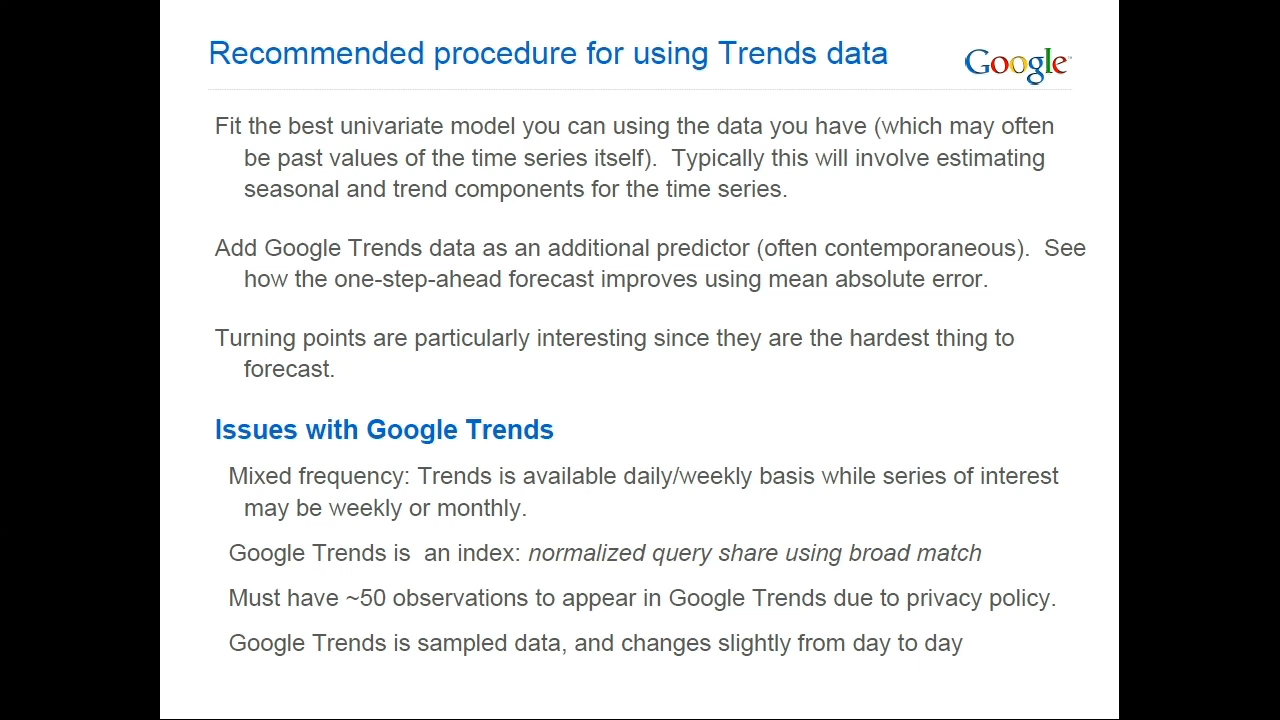 Recommended procedure for using Trends data
Google
Fit the best univariate model you can using the data you have (which may often
be past values of the time series itself).  Typically this will involve estimating
seasonal and trend components for the time series.
Add Google Trends data as an additional predictor (often contemporaneous).  See
how the one-step-ahead forecast improves using mean absolute error.
Turning points are particularly interesting since they are the hardest thing to
forecast.
Issues with Google Trends
Mixed frequency: Trends is available daily/weekly basis while series of interest
may be weekly or monthly.
Google Trends is  an index: normalized query share using broad match
Must have ~50 observations to appear in Google Trends due to privacy policy.
Google Trends is sampled data, and changes slightly from day to day